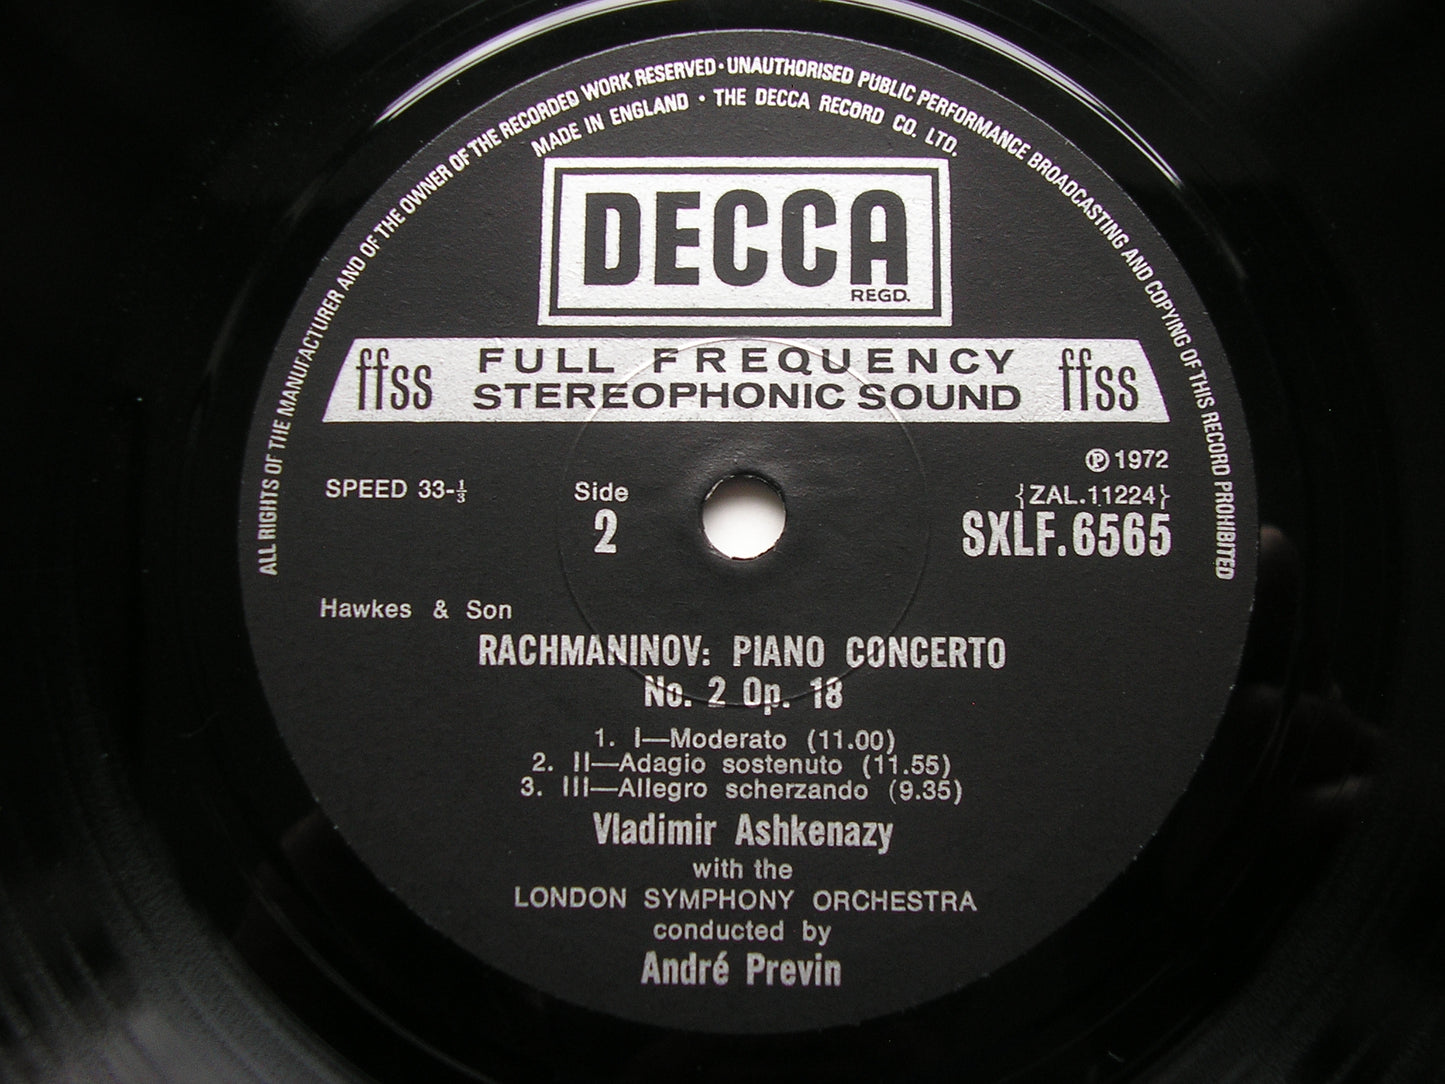 ALL RIGHTS OF THE MANUFACTURER AND OF THE OWNER OF THE RECORDED WORK RESERVED · UNAUTHORISED PUBLIC PERFORMANCE BROADCASTING AND COPYING OF THIS RECORD PROHIBITED
MADE IN ENGLAND · THE DECCA RECORD CO. LTD.
DECCA
REGD.
ffss FULL FREQUENCY ffss
STEREOPHONIC SOUND
℗ 1972
SPEED 33-⅓ Side {ZAL.11224}
2 SXLF.6565
Hawkes & Son
RACHMANINOV: PIANO CONCERTO
No. 2 Op. 18
1. I—Moderato (11.00)
2. II—Adagio sostenuto (11.55)
3. III—Allegro scherzando (9.35)
Vladimir Ashkenazy
with the
LONDON SYMPHONY ORCHESTRA
conducted by
André Previn